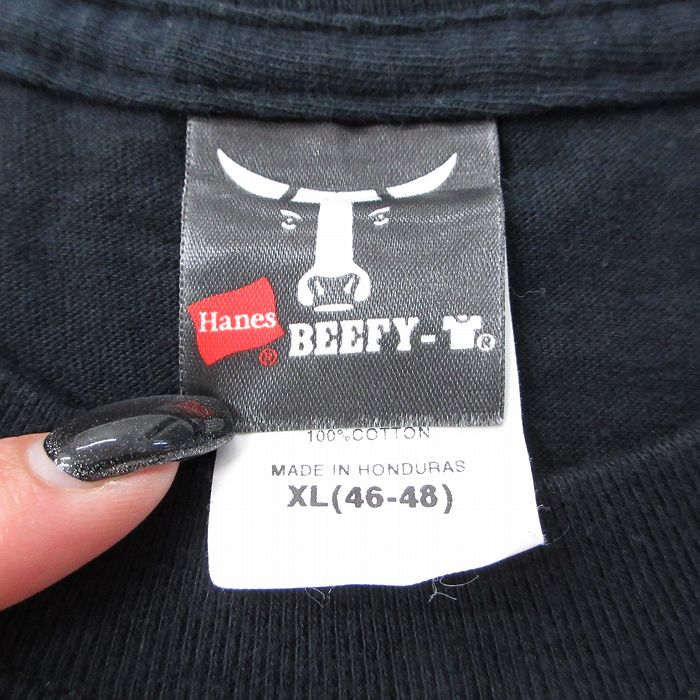 Hanes®
BEEFY-®
100% COTTON
MADE IN HONDURAS
XL(46-48)